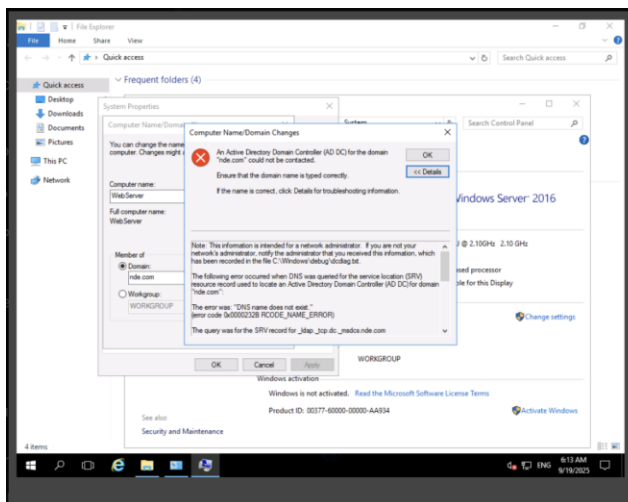 File Explorer
File Home Share View
Quick access
Search Quick access
Quick access
Desktop
Downloads
Documents
Pictures
This PC
Network
Frequent folders (4)
System Properties
Computer Name/Domain
You can change the name
computer. Changes might
Computer name:
WebServer
Full computer name:
WebServer
Member of
Domain:
nde.com
Workgroup:
WORKGROUP
OK Cancel Apply
System
Search Control Panel
Windows Server 2016
@ 2.10GHz 2.10 GHz
sed processor
ble for this Display
Change settings
WORKGROUP
Windows activation
Windows is not activated. Read the Microsoft Software License Terms
Product ID: 00377-60000-00000-AA934
Activate Windows
See also
Security and Maintenance
Computer Name/Domain Changes
An Active Directory Domain Controller (AD DC) for the domain
"nde.com" could not be contacted.
Ensure that the domain name is typed correctly.
If the name is correct, click Details for troubleshooting information.
OK
<< Details
Note: This information is intended for a network administrator. If you are not your
network's administrator, notify the administrator that you received this information, which
has been recorded in the file C:\Windows\debug\dcdiag.txt.
The following error occurred when DNS was queried for the service location (SRV)
resource record used to locate an Active Directory Domain Controller (AD DC) for domain
"nde.com":
The error was: "DNS name does not exist."
(error code 0x0000232B RCODE_NAME_ERROR)
The query was for the SRV record for _ldap._tcp.dc._msdcs.nde.com
4 items
ENG
6:13 AM
9/19/2025